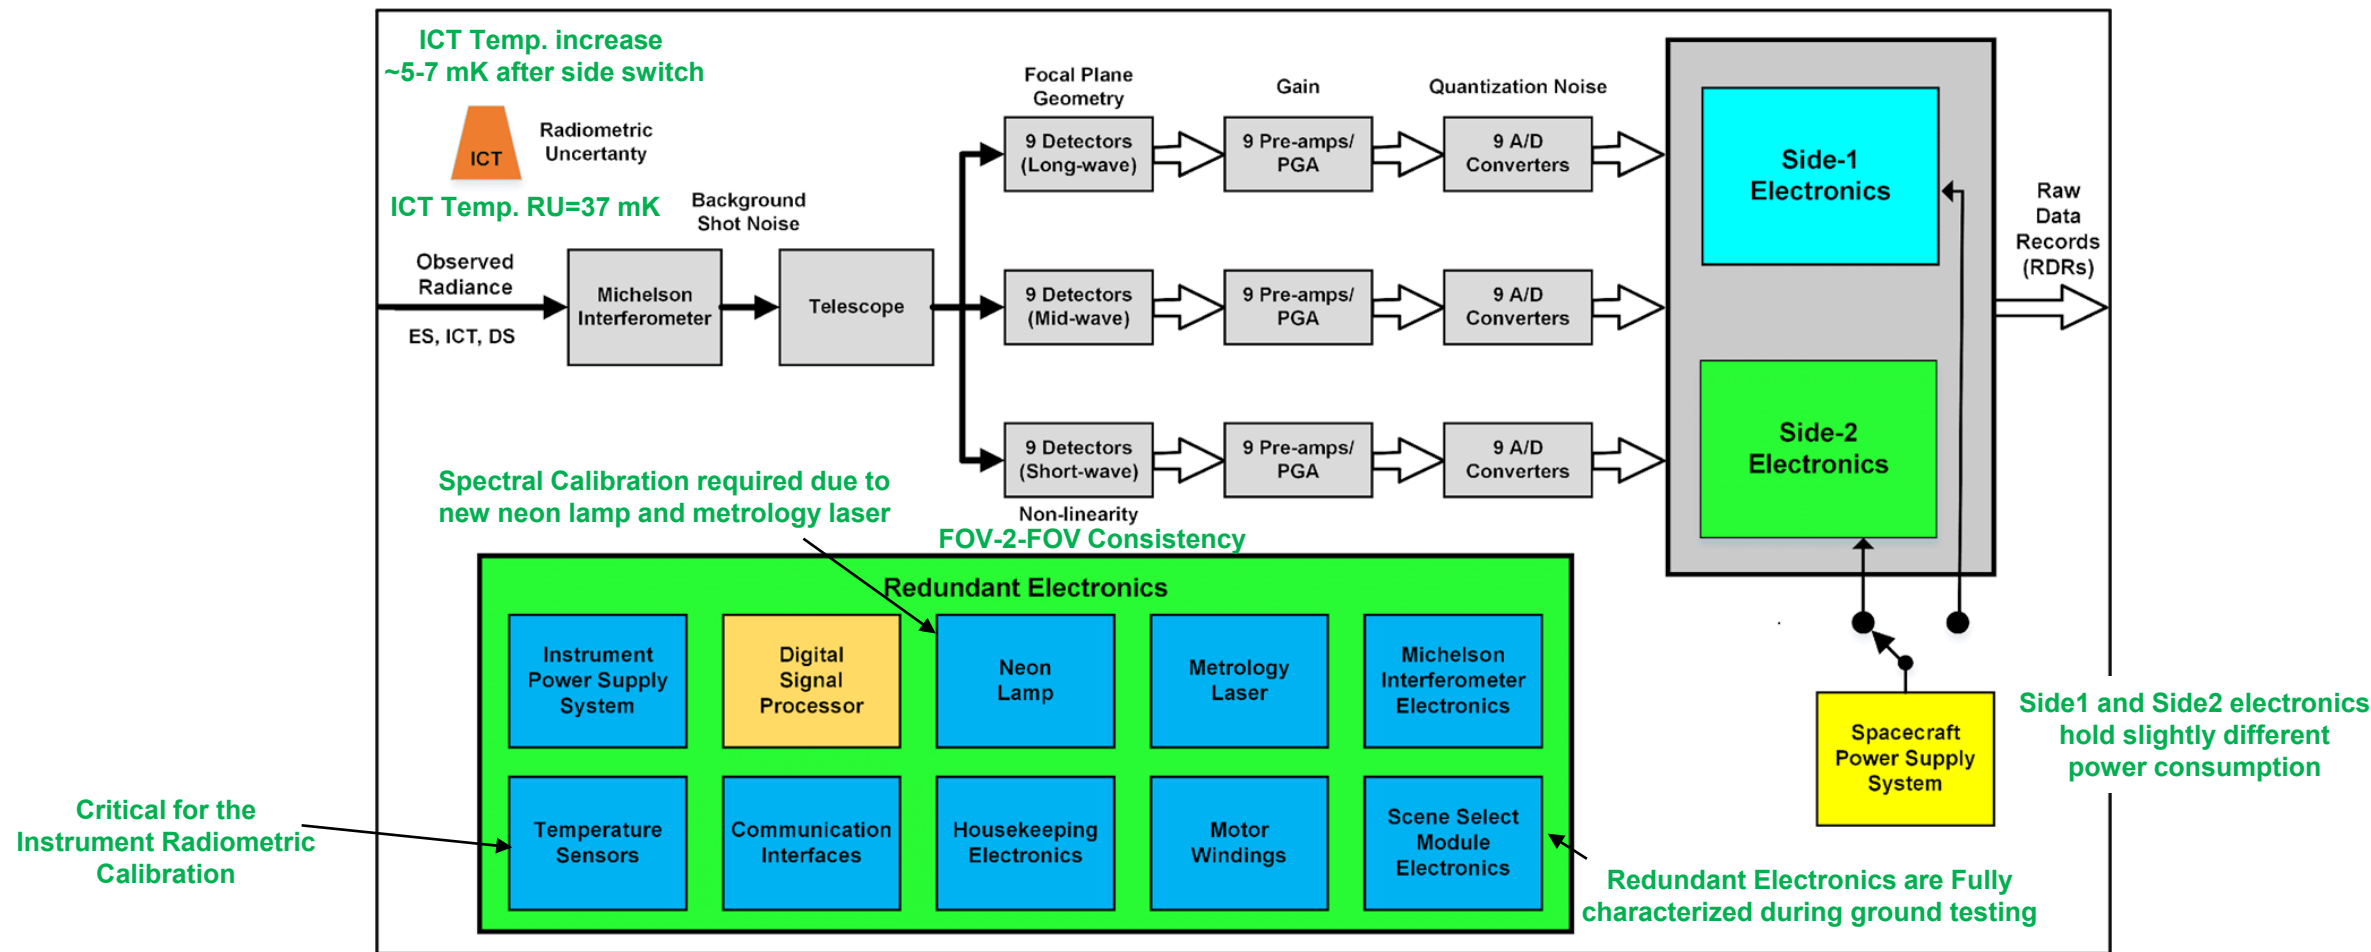 ICT Temp. increase
~5-7 mK after side switch
ICT
Radiometric
Uncertanty
ICT Temp. RU=37 mK
Background
Shot Noise
Observed
Radiance
ES, ICT, DS
Michelson
Interferometer
Telescope
Focal Plane
Geometry
Gain
Quantization Noise
9 Detectors
(Long-wave)
9 Pre-amps/
PGA
9 A/D
Converters
9 Detectors
(Mid-wave)
9 Pre-amps/
PGA
9 A/D
Converters
9 Detectors
(Short-wave)
9 Pre-amps/
PGA
9 A/D
Converters
Non-linearity
FOV-2-FOV Consistency
Side-1
Electronics
Side-2
Electronics
Raw
Data
Records
(RDRs)
Spectral Calibration required due to
new neon lamp and metrology laser
Redundant Electronics
Instrument
Power Supply
System
Digital
Signal
Processor
Neon
Lamp
Metrology
Laser
Michelson
Interferometer
Electronics
Temperature
Sensors
Communication
Interfaces
Housekeeping
Electronics
Motor
Windings
Scene Select
Module
Electronics
Spacecraft
Power Supply
System
Side1 and Side2 electronics
hold slightly different
power consumption
Critical for the
Instrument Radiometric
Calibration
Redundant Electronics are Fully
characterized during ground testing